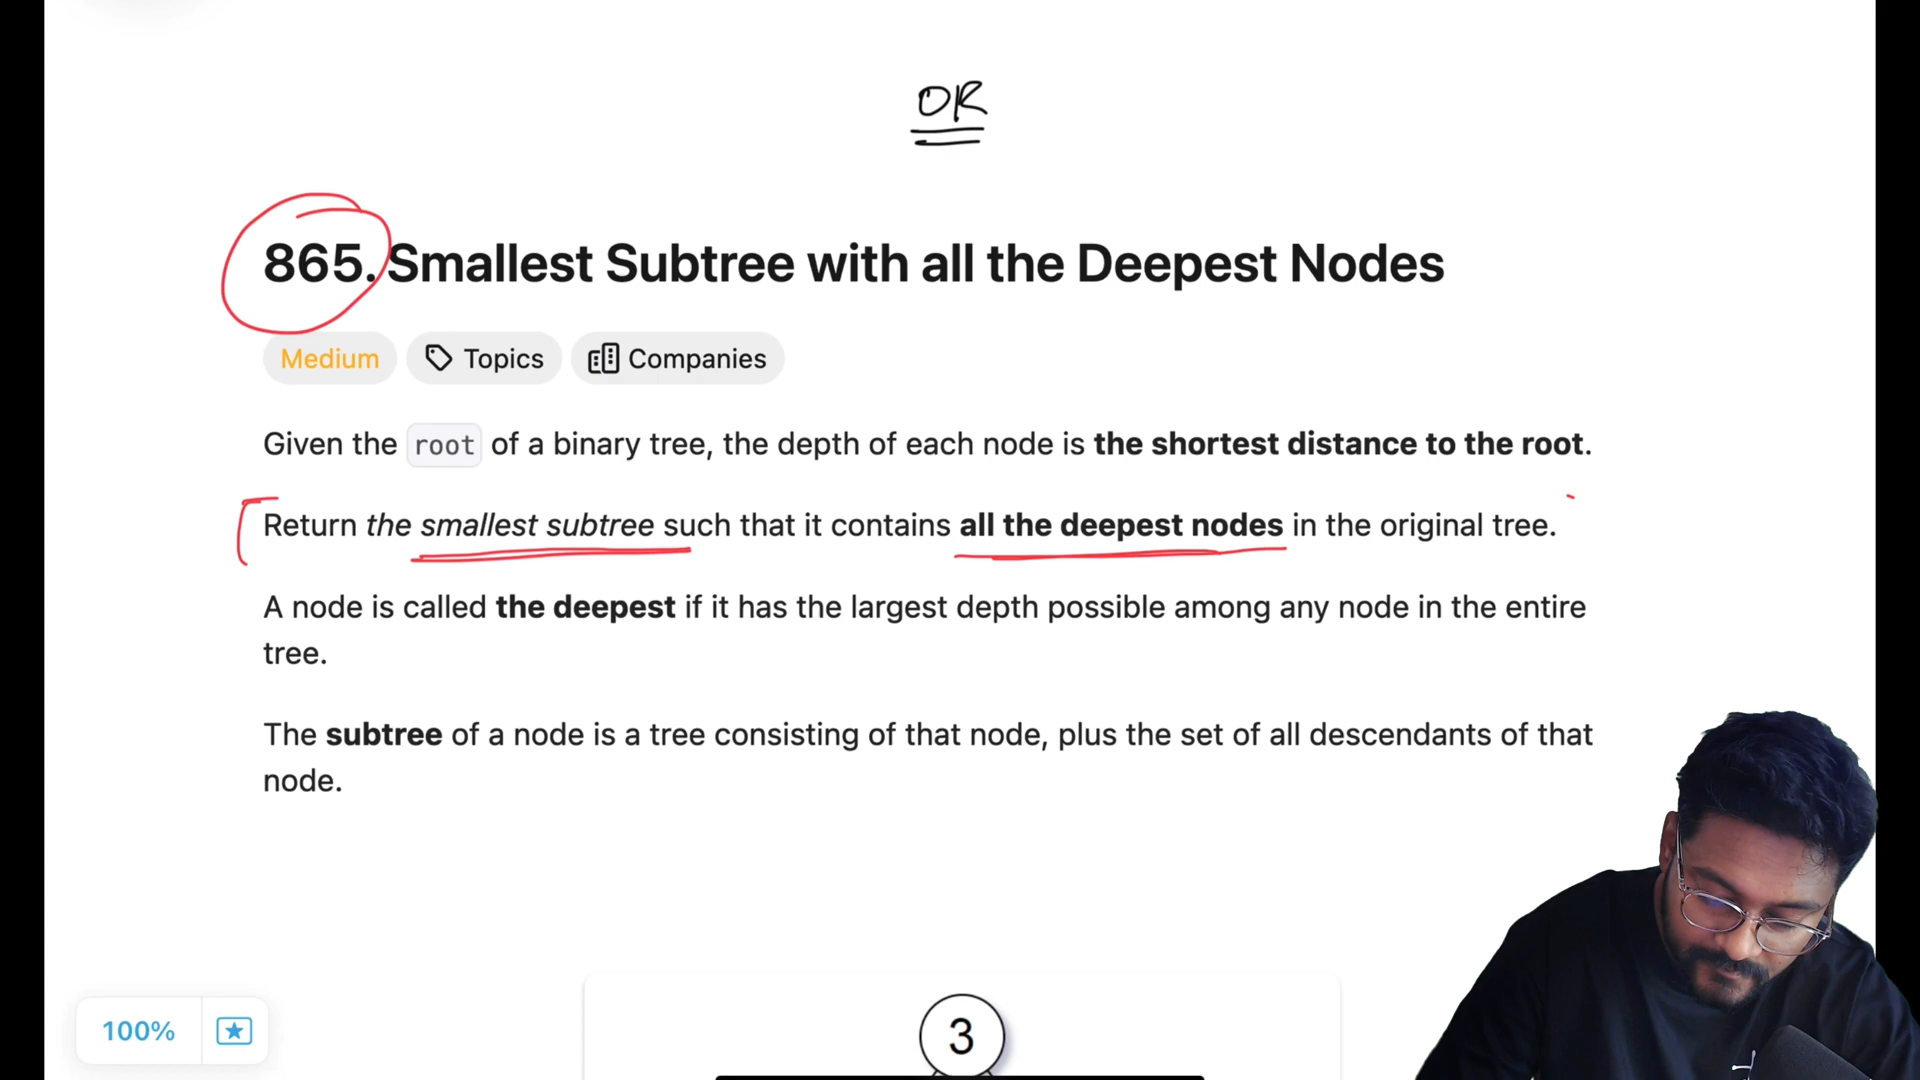 OR
865. Smallest Subtree with all the Deepest Nodes
Medium Topics Companies
Given the root of a binary tree, the depth of each node is the shortest distance to the root.
Return the smallest subtree such that it contains all the deepest nodes in the original tree.
A node is called the deepest if it has the largest depth possible among any node in the entire
tree.
The subtree of a node is a tree consisting of that node, plus the set of all descendants of that
node.
3
100%